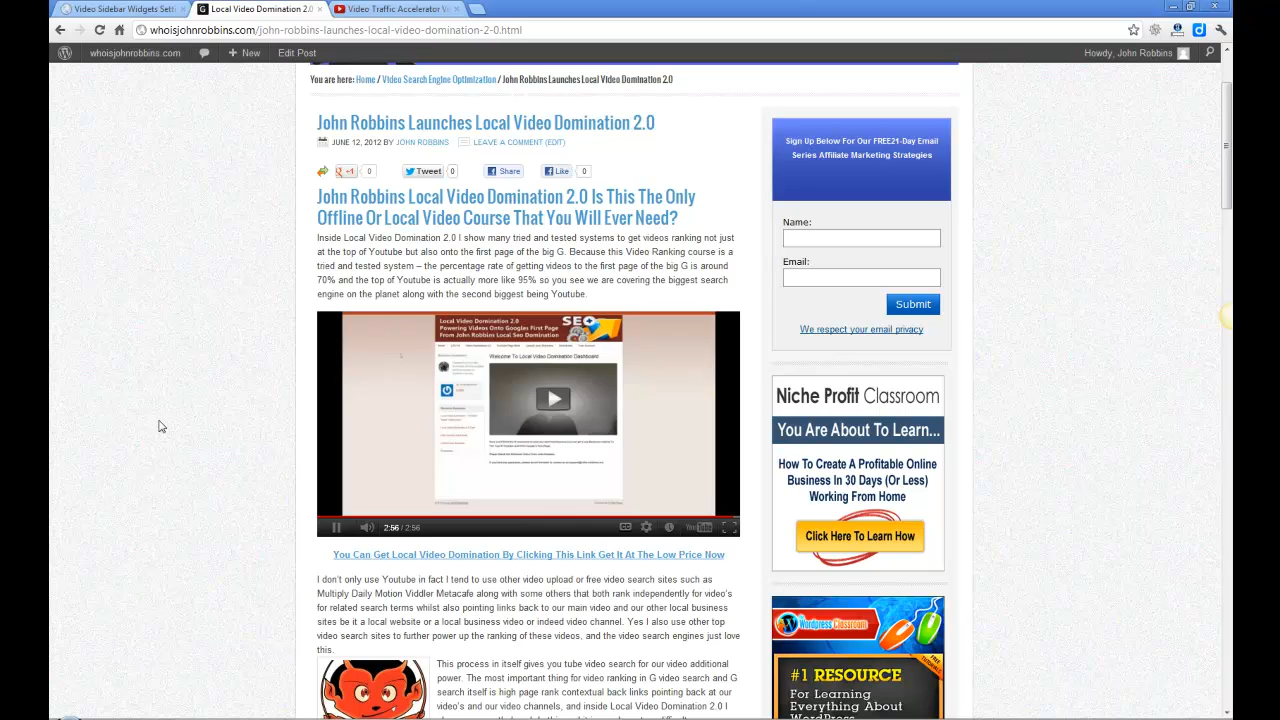 Video Sidebar Widgets Setti
Local Video Domination 2.0
Video Traffic Accelerator Vi
whoisjohnrobbins.com/john-robbins-launches-local-video-domination-2-0.html
whoisjohnrobbins.com
New
Edit Post
Howdy, John Robbins
You are here: Home / Video Search Engine Optimization / John Robbins Launches Local Video Domination 2.0
John Robbins Launches Local Video Domination 2.0
JUNE 12, 2012 BY JOHN ROBBINS LEAVE A COMMENT (EDIT)
+1 0 Tweet 0 Share Like 0
John Robbins Local Video Domination 2.0 Is This The Only
Offline Or Local Video Course That You Will Ever Need?
Inside Local Video Domination 2.0 I show many tried and tested systems to get videos ranking not just
at the top of Youtube but also onto the first page of the big G. Because this Video Ranking course is a
tried and tested system – the percentage rate of getting videos to the first page of the big G is around
70% and the top of Youtube is actually more like 95% so you see we are covering the biggest search
engine on the planet along with the second biggest being Youtube.
Local Video Domination 2.0
Powering Videos Onto Googles First Page
From John Robbins Local Seo Domination
SEO
Welcome To Local Video Domination Dashboard
2:56 / 2:56
YouTube
You Can Get Local Video Domination By Clicking This Link Get It At The Low Price Now
I don't only use Youtube in fact I tend to use other video upload or free video search sites such as
Multiply Daily Motion Viddler Metacafe along with some others that both rank independently for video's
for related search terms whilst also pointing links back to our main video and our other local business
sites be it a local website or a local business video or indeed video channel. Yes I also use other top
video search sites to further power up the ranking of these videos, and the video search engines just love
this.
This process in itself gives you tube video search for our video additional
power. The most important thing for video ranking in G video search and G
search itself is high page rank contextual back links pointing back at our
video's and our video channels, and inside Local Video Domination 2.0 I
Sign Up Below For Our FREE21-Day Email
Series Affiliate Marketing Strategies
Name:
Email:
Submit
We respect your email privacy
Niche Profit Classroom
You Are About To Learn...
How To Create A Profitable Online
Business In 30 Days (Or Less)
Working From Home
Click Here To Learn How
Wordpress Classroom
FREE TUTORIALS
#1 RESOURCE
For Learning
Everything About
WordPress